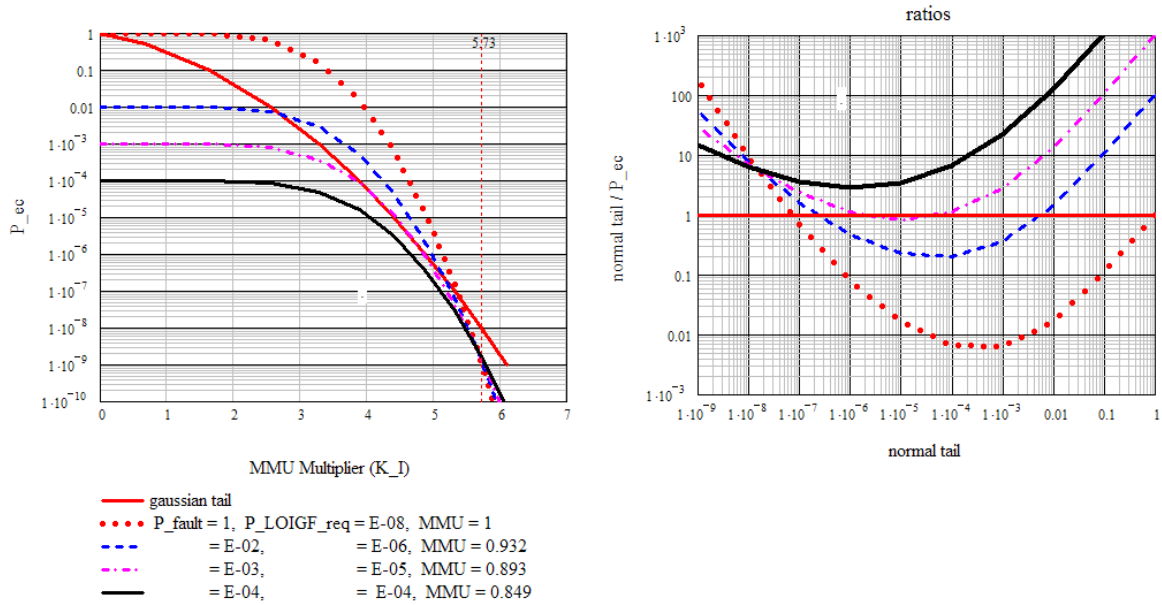 ratios
5.73
1
0.1
0.01
1·10⁻³
1·10⁻⁴
1·10⁻⁵
1·10⁻⁶
1·10⁻⁷
1·10⁻⁸
1·10⁻⁹
1·10⁻¹⁰
P_ec
0 1 2 3 4 5 6 7
MMU Multiplier (K_I)
1·10³
100
10
1
0.1
0.01
1·10⁻³
normal tail / P_ec
1·10⁻⁹ 1·10⁻⁸ 1·10⁻⁷ 1·10⁻⁶ 1·10⁻⁵ 1·10⁻⁴ 1·10⁻³ 0.01 0.1 1
normal tail
gaussian tail
P_fault = 1, P_LOIGF_req = E-08, MMU = 1
= E-02, = E-06, MMU = 0.932
= E-03, = E-05, MMU = 0.893
= E-04, = E-04, MMU = 0.849